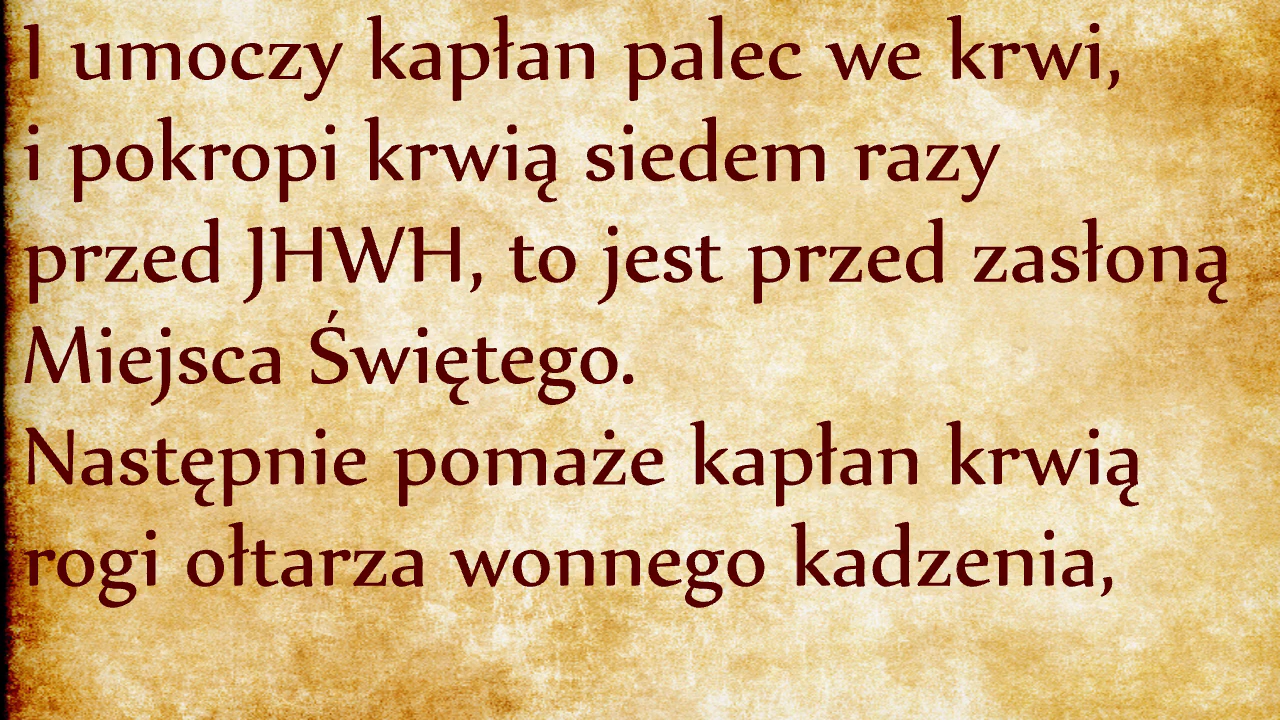 I umoczy kapłan palec we krwi,
i pokropi krwią siedem razy
przed JHWH, to jest przed zasłoną
Miejsca Świętego.
Następnie pomaże kapłan krwią
rogi ołtarza wonnego kadzenia,